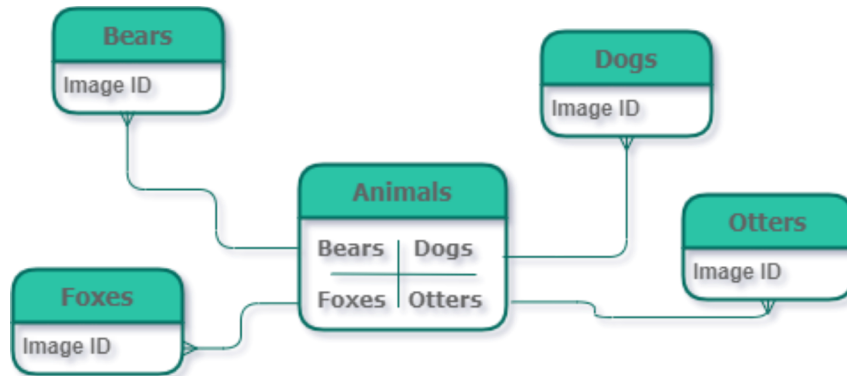 Bears
Image ID
Dogs
Image ID
Animals
Bears Dogs
Foxes Otters
Otters
Image ID
Foxes
Image ID